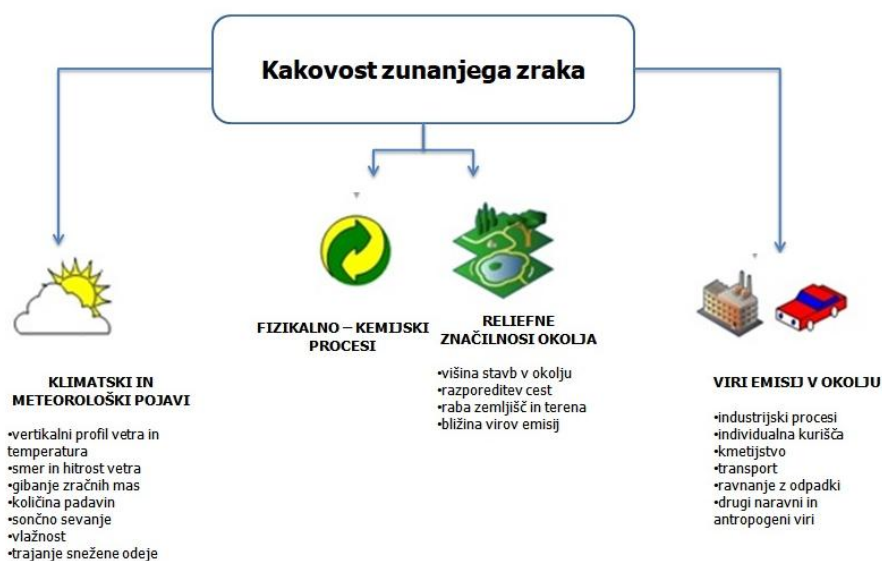 Kakovost zunanjega zraka
KLIMATSKI IN
METEOROLOŠKI POJAVI
•vertikalni profil vetra in
temperatura
•smer in hitrost vetra
•gibanje zračnih mas
•količina padavin
•sončno sevanje
•vlažnost
•trajanje snežene odeje
FIZIKALNO – KEMIJSKI
PROCESI
RELIEFNE
ZNAČILNOSI OKOLJA
•višina stavb v okolju
•razporeditev cest
•raba zemljišč in terena
•bližina virov emisij
VIRI EMISIJ V OKOLJU
•industrijski procesi
•individualna kurišča
•kmetijstvo
•transport
•ravnanje z odpadki
•drugi naravni in
antropogeni viri